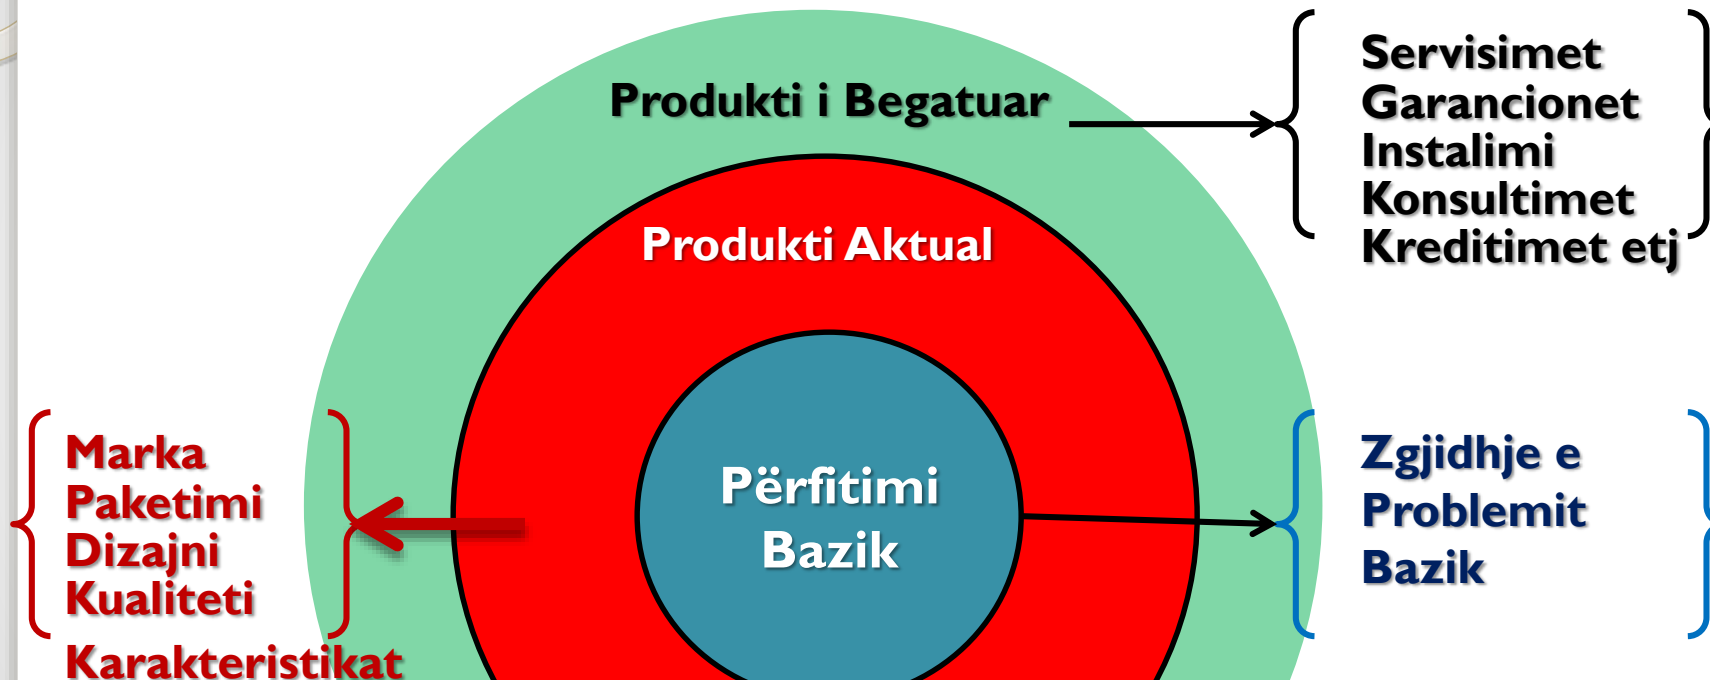 Produkti i Begatuar
Servisimet
Garancionet
Instalimi
Konsultimet
Kreditimet etj
Produkti Aktual
Marka
Paketimi
Dizajni
Kualiteti
Karakteristikat
Përfitimi
Bazik
Zgjidhje e
Problemit
Bazik